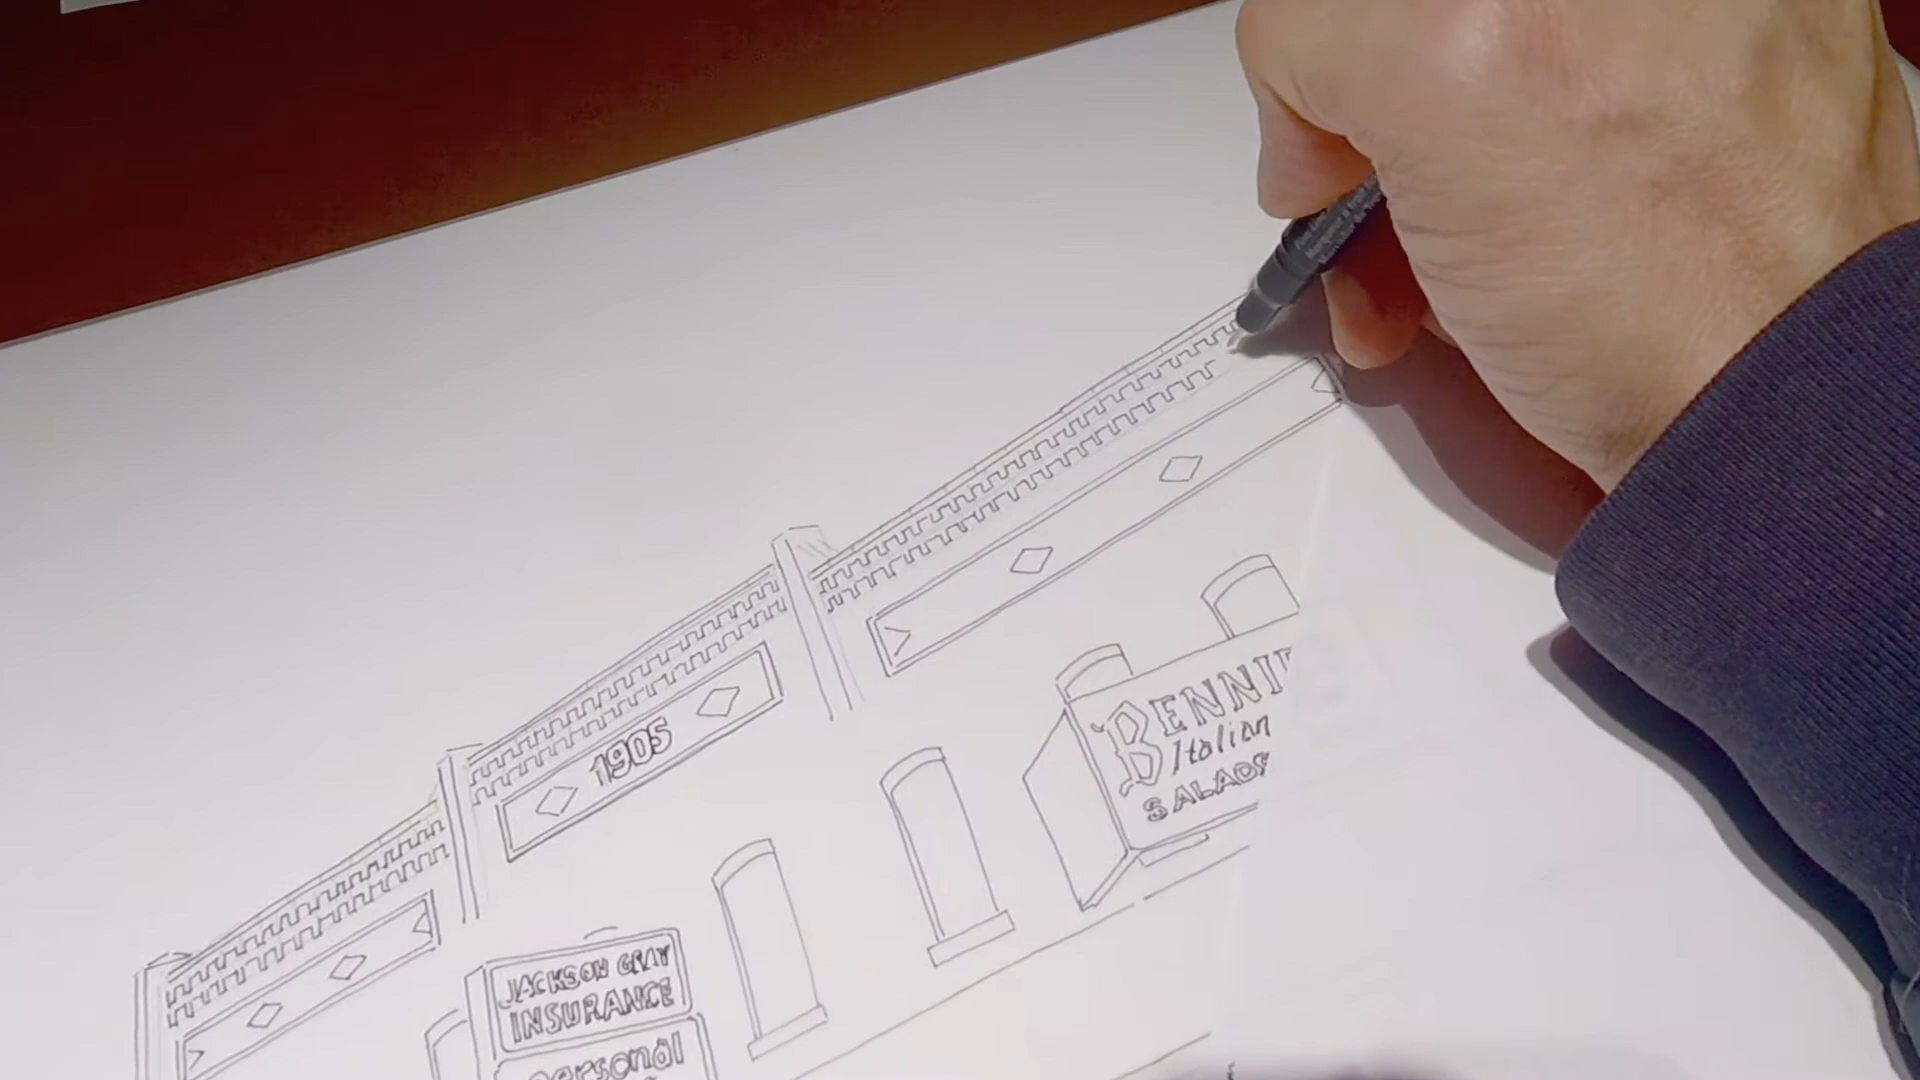 1905
BENNI
Italian
SALADS
JACKSON GRAY
INSURANCE
personal